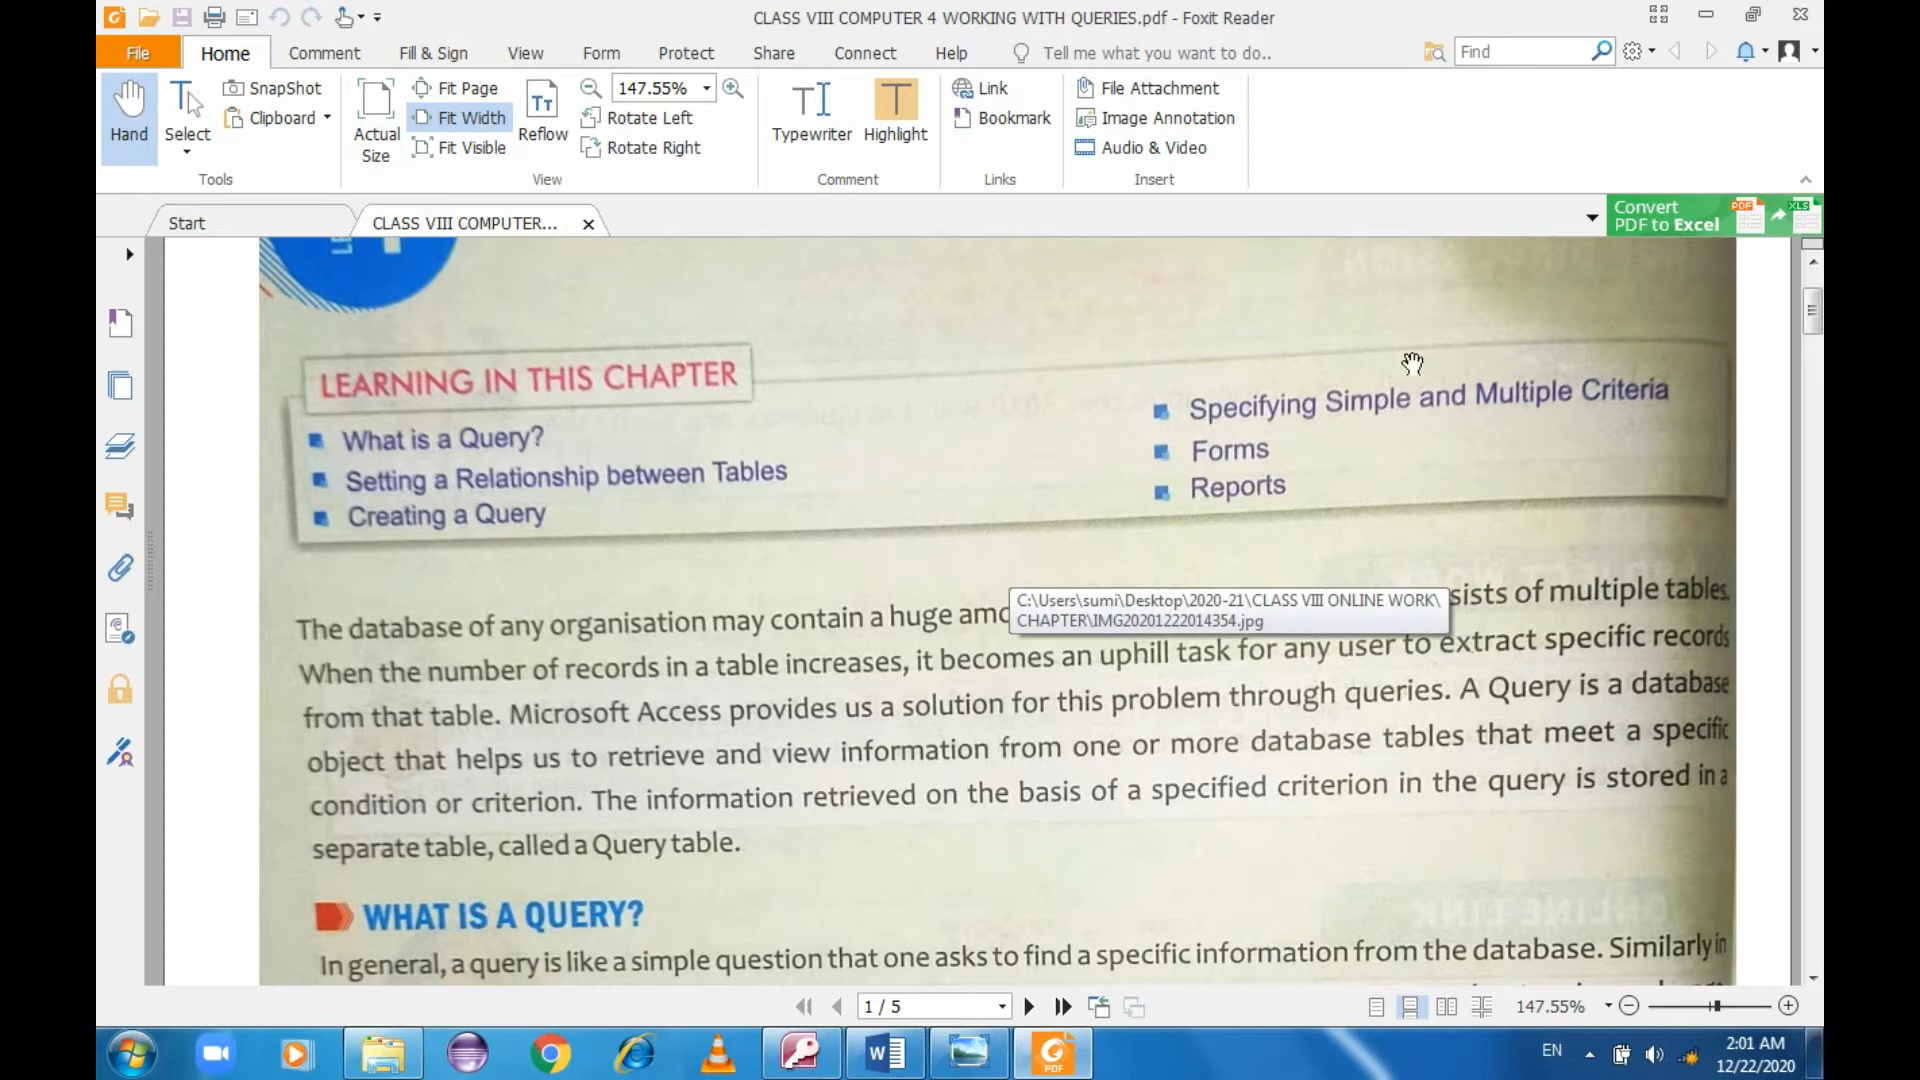 CLASS VIII COMPUTER 4 WORKING WITH QUERIES.pdf - Foxit Reader
File Home Comment Fill & Sign View Form Protect Share Connect Help Tell me what you want to do.. Find
Hand
Select
SnapShot
Clipboard
Tools
Actual Size
Fit Page
Fit Width
Fit Visible
Reflow
147.55%
Rotate Left
Rotate Right
View
Typewriter
Highlight
Comment
Link
Bookmark
Links
File Attachment
Image Annotation
Audio & Video
Insert
Start
CLASS VIII COMPUTER...
Convert
PDF to Excel
PDF
XLS
LEARNING IN THIS CHAPTER
What is a Query?
Setting a Relationship between Tables
Creating a Query
Specifying Simple and Multiple Criteria
Forms
Reports
The database of any organisation may contain a huge amo sists of multiple tables.
C:\Users\sumi\Desktop\2020-21\CLASS VIII ONLINE WORK\
CHAPTER\IMG20201222014354.jpg
When the number of records in a table increases, it becomes an uphill task for any user to extract specific records
from that table. Microsoft Access provides us a solution for this problem through queries. A Query is a database
object that helps us to retrieve and view information from one or more database tables that meet a specific
condition or criterion. The information retrieved on the basis of a specified criterion in the query is stored in a
separate table, called a Query table.
WHAT IS A QUERY?
In general, a query is like a simple question that one asks to find a specific information from the database. Similarly in
1 / 5
147.55%
EN
2:01 AM
12/22/2020